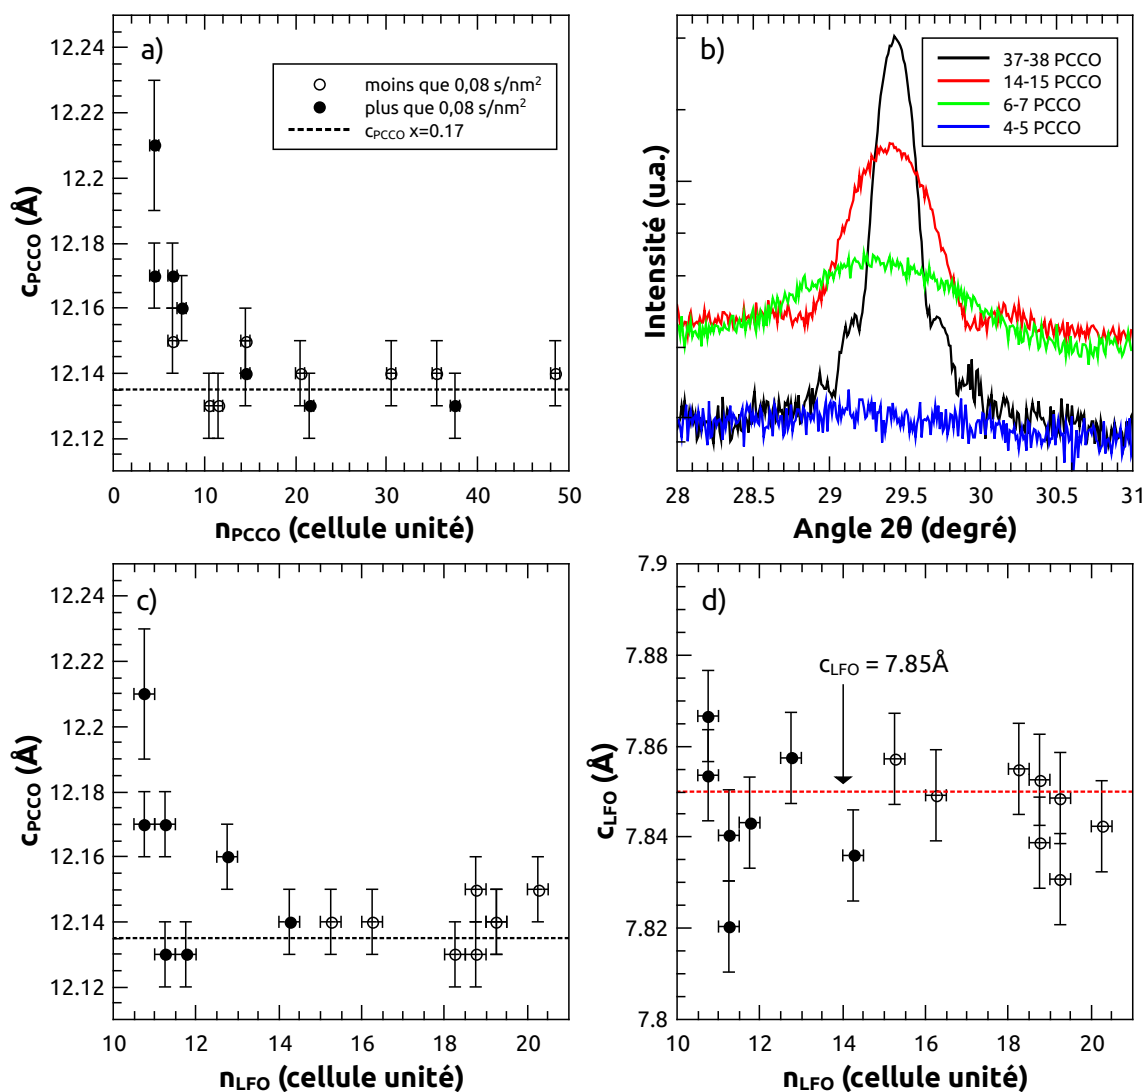 a)
12.24
12.22
12.2
12.18
12.16
12.14
12.12
c_PCCO (Å)
moins que 0,08 s/nm²
plus que 0,08 s/nm²
c_PCCO x=0.17
0 10 20 30 40 50
n_PCCO (cellule unité)
b)
Intensité (u.a.)
37-38 PCCO
14-15 PCCO
6-7 PCCO
4-5 PCCO
28 28.5 29 29.5 30 30.5 31
Angle 2θ (degré)
c)
12.24
12.22
12.2
12.18
12.16
12.14
12.12
c_PCCO (Å)
10 12 14 16 18 20
n_LFO (cellule unité)
d)
7.9
7.88
7.86
7.84
7.82
7.8
c_LFO (Å)
c_LFO = 7.85Å
10 12 14 16 18 20
n_LFO (cellule unité)